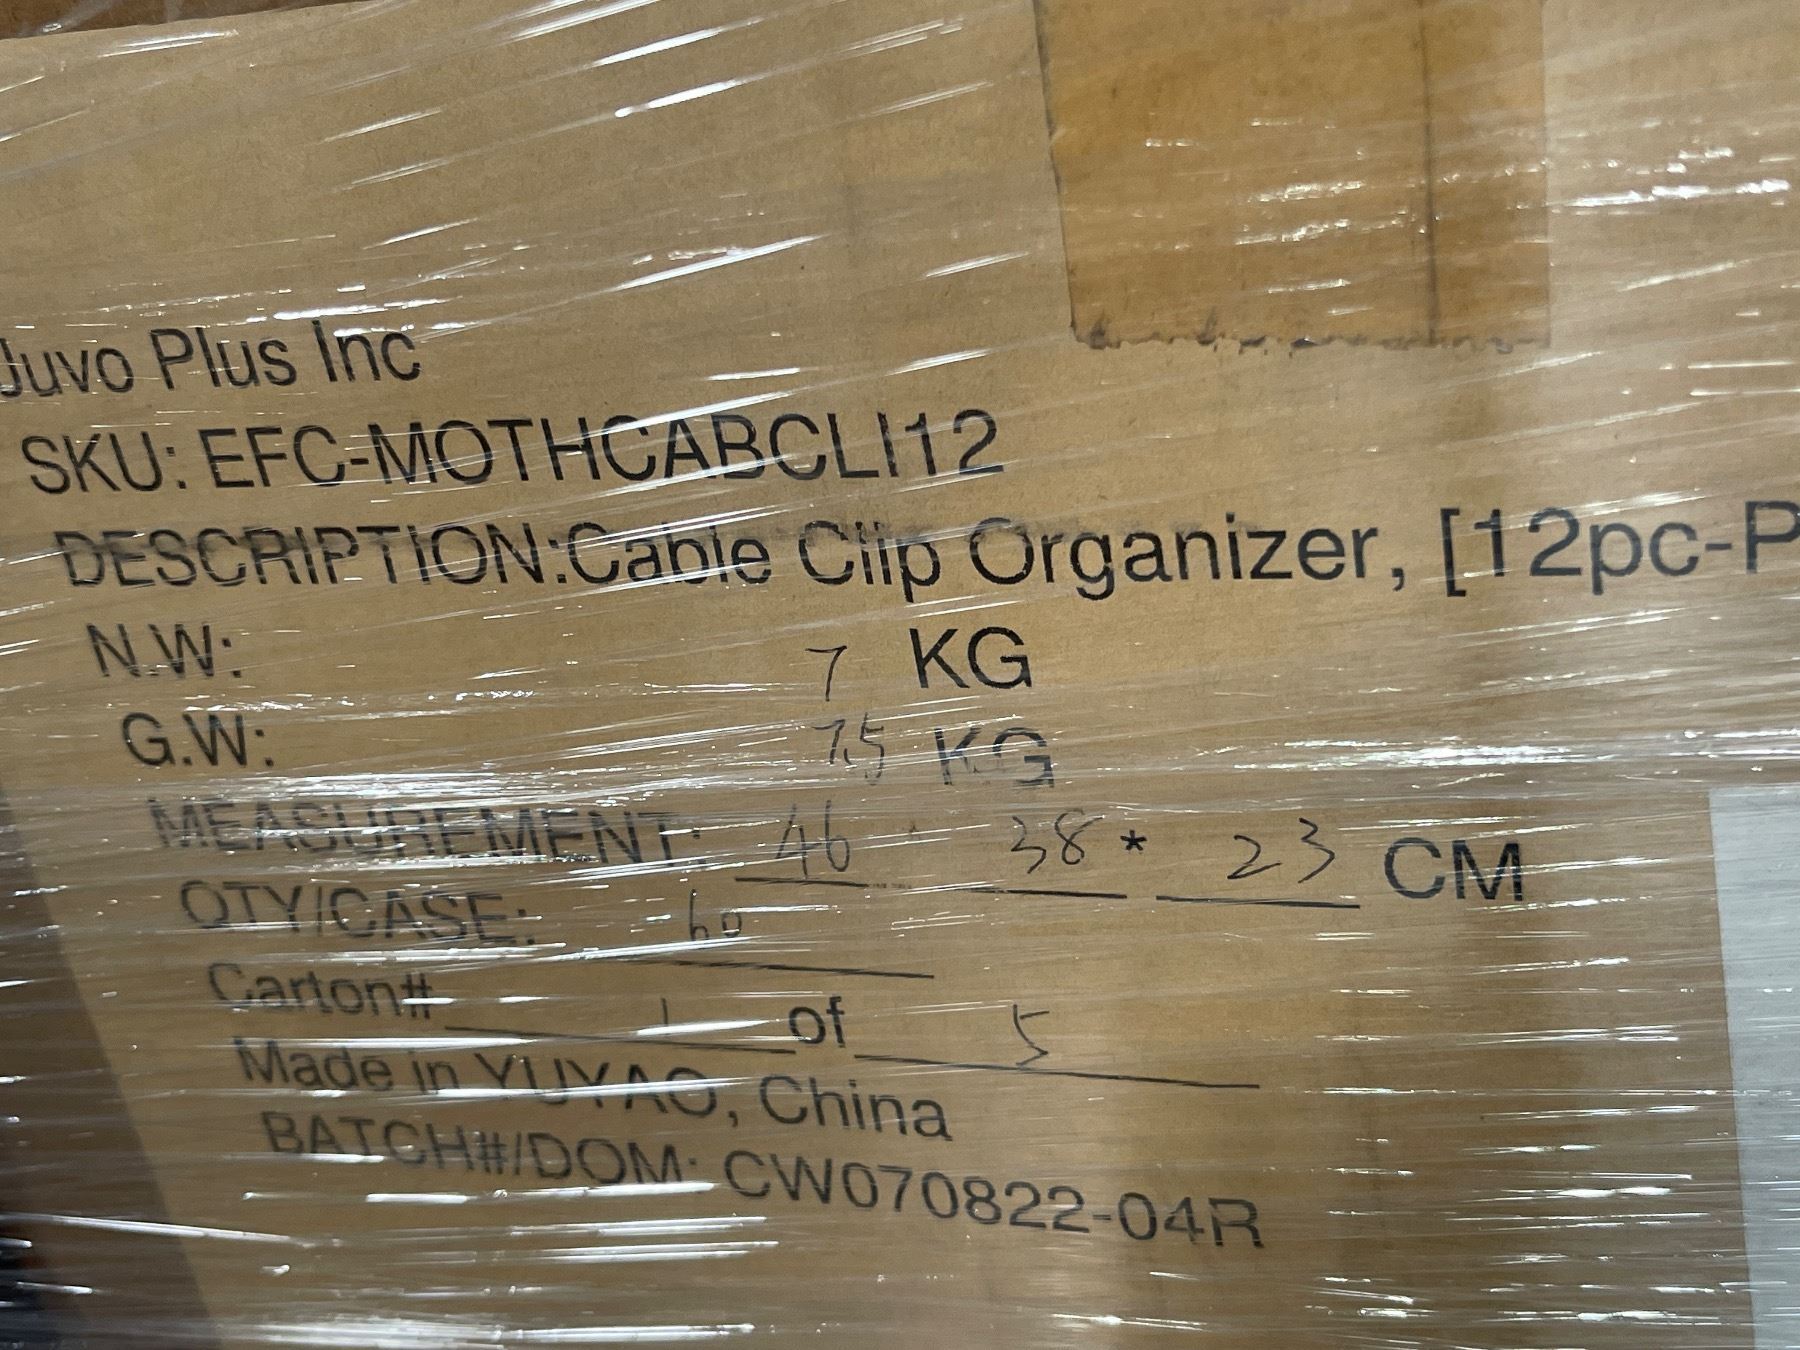 Juvo Plus Inc
SKU: EFC-MOTHCABCLI12
DESCRIPTION:Cable Clip Organizer, [12pc-P
N.W: 7 KG
G.W: 7.5 KG
MEASUREMENT: 46 * 38 * 23 CM
QTY/CASE: 60
Carton# 1 of 5
Made in YUYAO, China
BATCH#/DOM: CW070822-04R